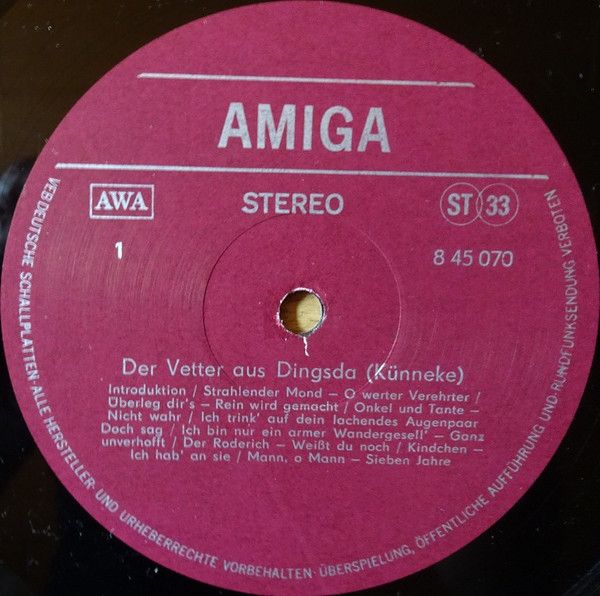 AMIGA
AWA
STEREO
ST 33
1
8 45 070
Der Vetter aus Dingsda (Künneke)
Introduktion / Strahlender Mond – O werter Verehrter /
Überleg dir's – Rein wird gemacht / Onkel und Tante –
Nicht wahr / Ich trink' auf dein lachendes Augenpaar
Doch sag / Ich bin nur ein armer Wandergesell' – Ganz
unverhofft / Der Roderich – Weißt du noch / Kindchen –
Ich hab' an sie / Mann, o Mann – Sieben Jahre
VEB DEUTSCHE SCHALLPLATTEN · ALLE HERSTELLER- UND URHEBERRECHTE VORBEHALTEN · ÜBERSPIELUNG, ÖFFENTLICHE AUFFÜHRUNG UND RUNDFUNKSENDUNG VERBOTEN